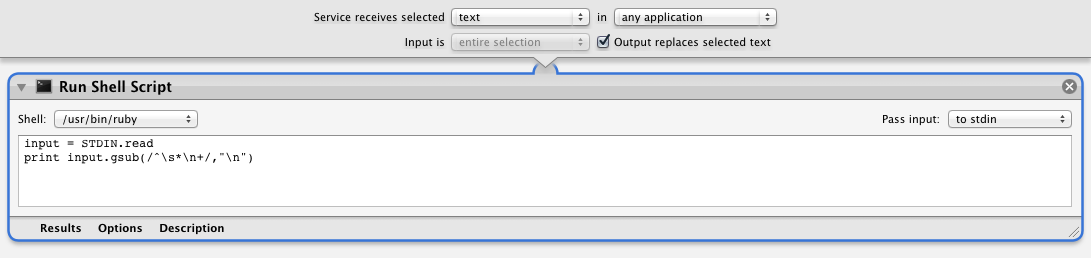 Service receives selected text in any application
Input is entire selection Output replaces selected text
Run Shell Script
Shell: /usr/bin/ruby Pass input: to stdin
input = STDIN.read
print input.gsub(/^\s*\n+/,"\n")
Results Options Description